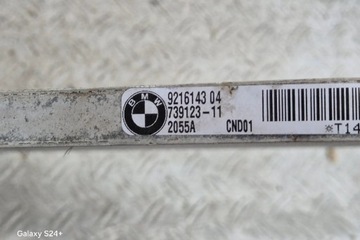 BMW
9216143 04
739123-11
2055A CND01
*T14
Galaxy S24+